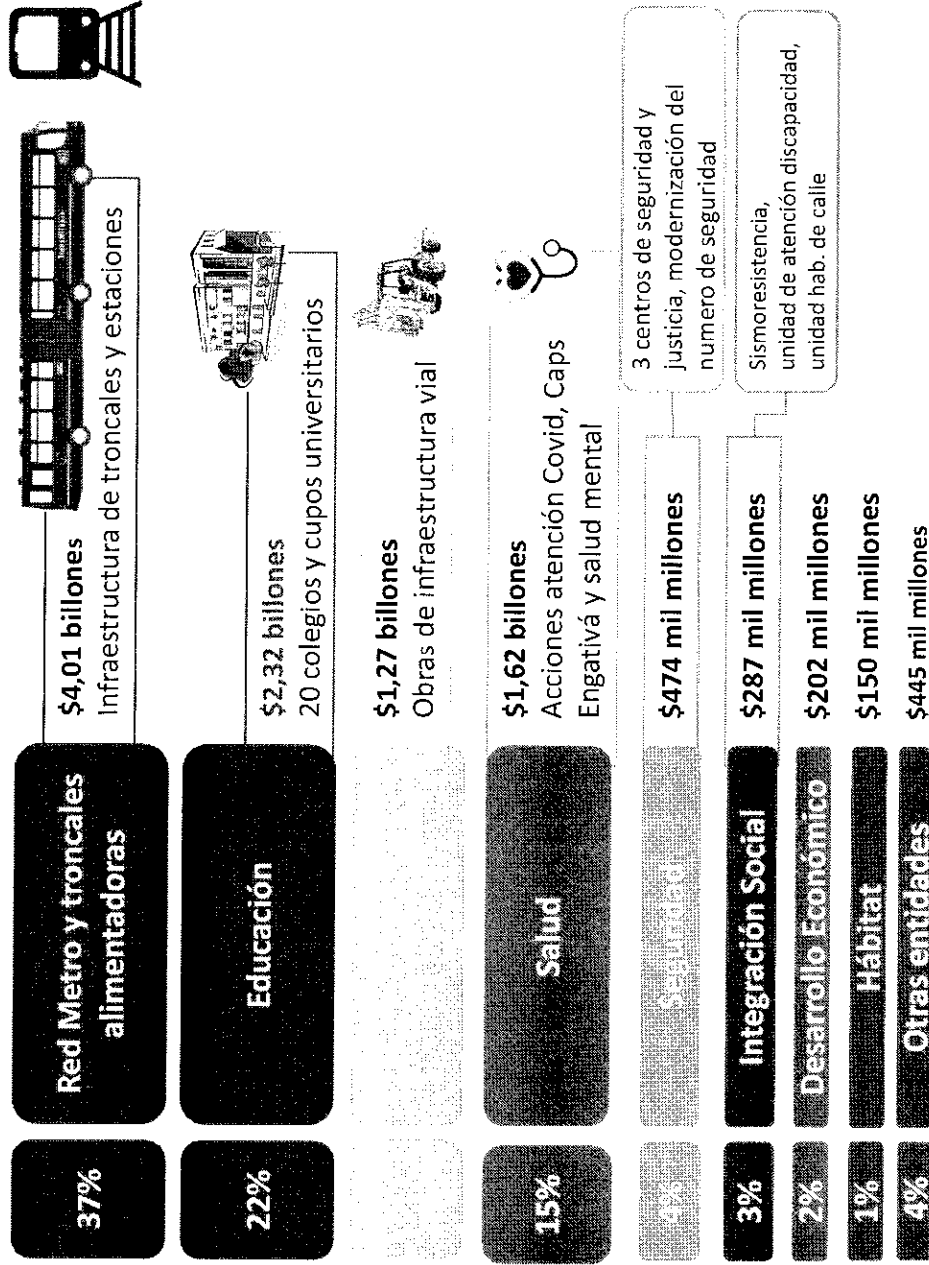 37%
Red Metro y troncales
alimentadoras
$4,01 billones
Infraestructura de troncales y estaciones
22%
Educación
$2,32 billones
20 colegios y cupos universitarios
$1,27 billones
Obras de infraestructura vial
15%
Salud
$1,62 billones
Acciones atención Covid, Caps
Engativá y salud mental
4%
Seguridad
$474 mil millones
3 centros de seguridad y
justicia, modernización del
numero de seguridad
3%
Integración Social
$287 mil millones
Sismoresistencia,
unidad de atención discapacidad,
unidad hab. de calle
2%
Desarrollo Económico
$202 mil millones
1%
Hábitat
$150 mil millones
4%
Otras entidades
$445 mil millones